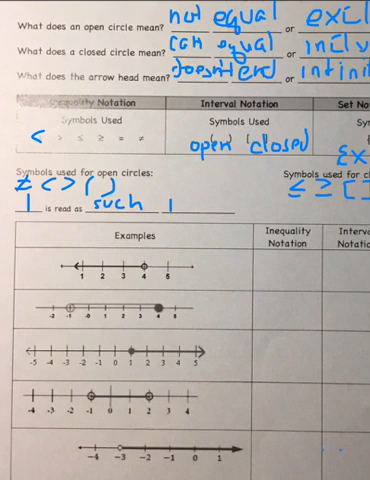 What does an open circle mean? not equal or excl
What does a closed circle mean? can equal or inclu
What does the arrow head mean? doesn't end or infinit
Inequality Notation Interval Notation Set No
Symbols Used Symbols Used Sy
< > ≤ ≥ = ≠ open ( ) [ closed {x
Symbols used for open circles: Symbols used for cl
≠ < > ( ) ≤ ≥ [ ]
| is read as such
Examples Inequality Notation Interv Notatio
1 2 3 4 5
-2 -1 -0 1 2 3 4 5
-5 -4 -3 -2 -1 0 1 2 3 4 5
-4 -3 -2 -1 0 1 2 3 4
-4 -3 -2 -1 0 1